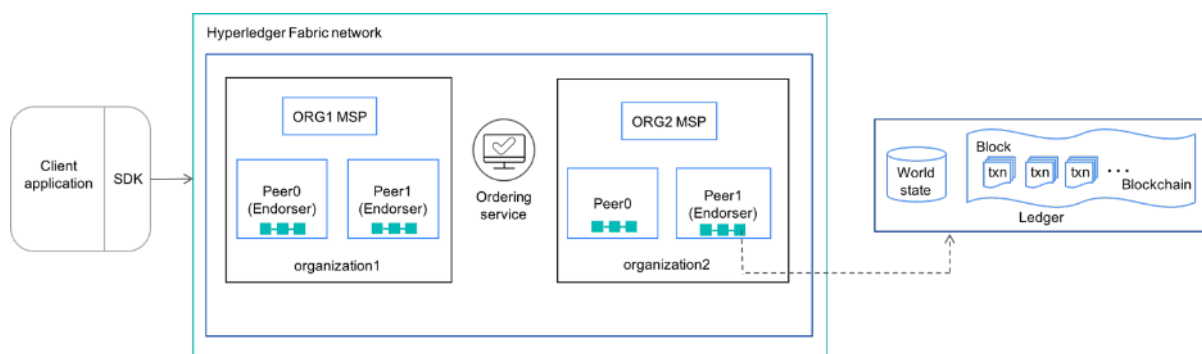 Hyperledger Fabric network
Client
application
SDK
ORG1 MSP
Peer0
(Endorser)
Peer1
(Endorser)
organization1
Ordering
service
ORG2 MSP
Peer0
Peer1
(Endorser)
organization2
World
state
Block
txn
txn
txn
...
Blockchain
Ledger